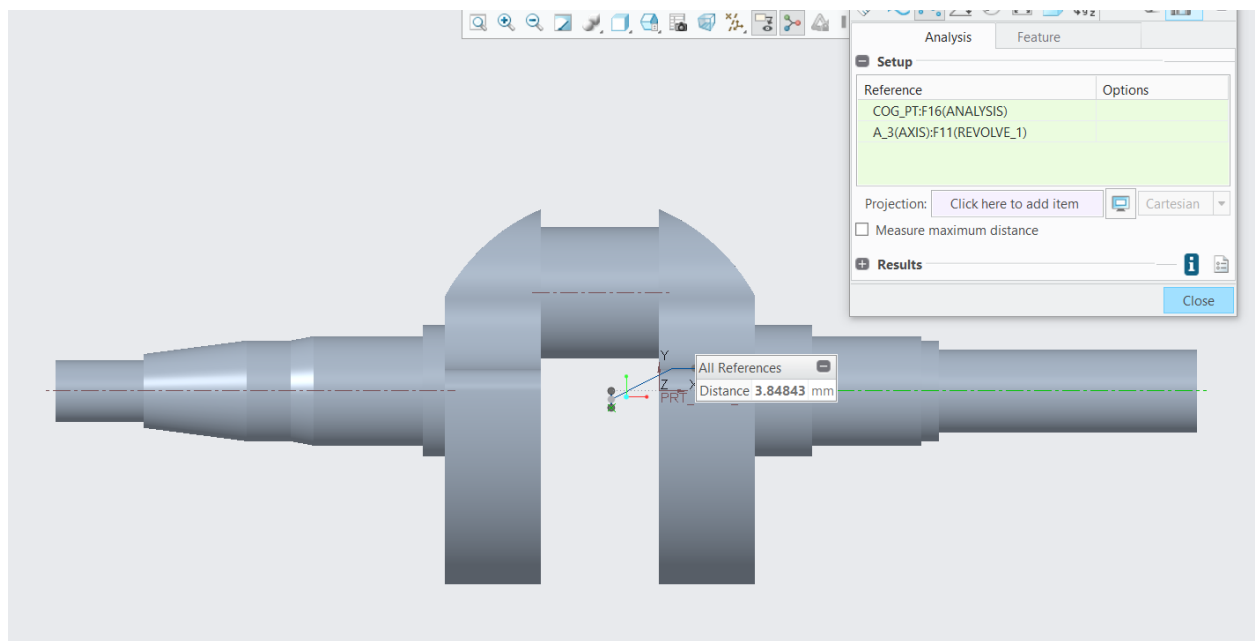 Analysis Feature
Setup
Reference Options
COG_PT:F16(ANALYSIS)
A_3(AXIS):F11(REVOLVE_1)
Projection: Click here to add item Cartesian
Measure maximum distance
Results
Close
Y
All References
Z X
Distance 3.84843 mm